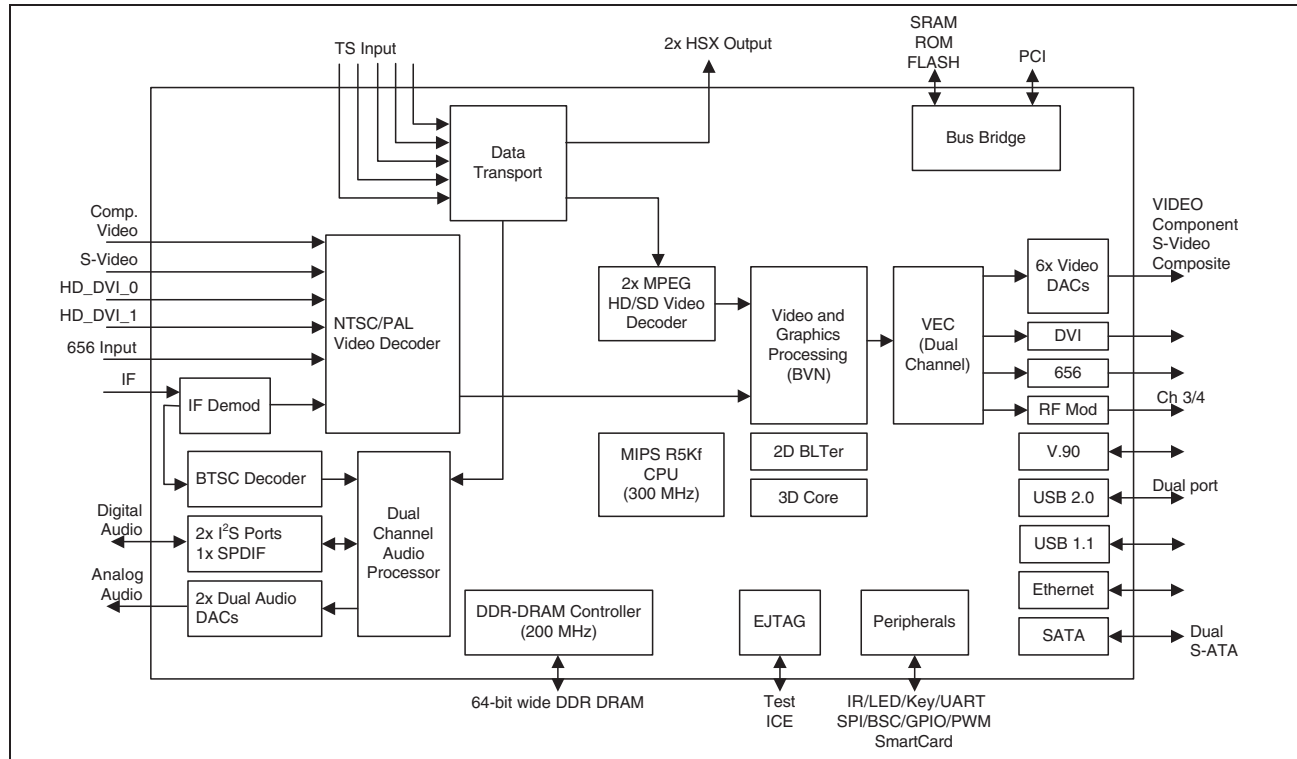 TS Input
2x HSX Output
SRAM
ROM
FLASH
PCI
Bus Bridge
Data
Transport
Comp.
Video
S-Video
HD_DVI_0
HD_DVI_1
656 Input
IF
NTSC/PAL
Video Decoder
IF Demod
2x MPEG
HD/SD Video
Decoder
Video and
Graphics
Processing
(BVN)
VEC
(Dual
Channel)
6x Video
DACs
VIDEO
Component
S-Video
Composite
DVI
656
RF Mod
Ch 3/4
MIPS R5Kf
CPU
(300 MHz)
2D BLTer
3D Core
V.90
USB 2.0
Dual port
USB 1.1
Ethernet
SATA
Dual
S-ATA
BTSC Decoder
Digital
Audio
2x I²S Ports
1x SPDIF
Dual
Channel
Audio
Processor
Analog
Audio
2x Dual Audio
DACs
DDR-DRAM Controller
(200 MHz)
EJTAG
Peripherals
64-bit wide DDR DRAM
Test
ICE
IR/LED/Key/UART
SPI/BSC/GPIO/PWM
SmartCard